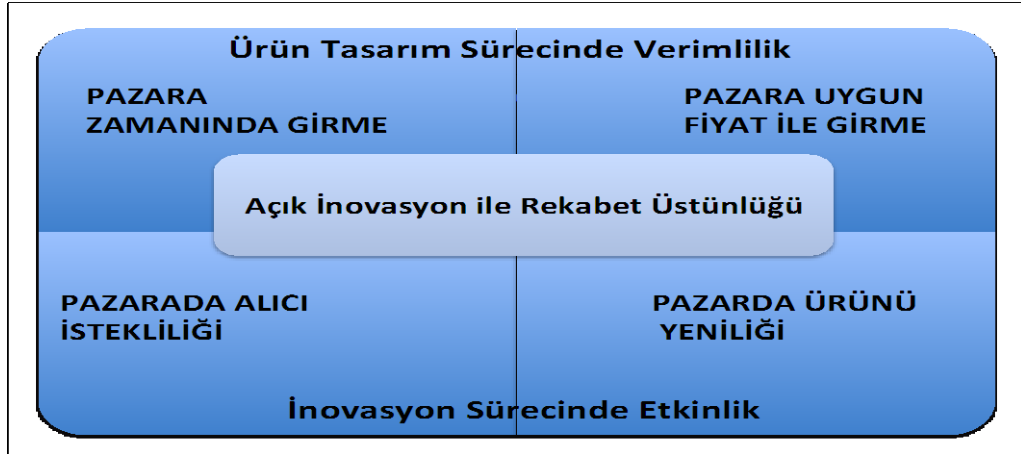 Ürün Tasarım Sürecinde Verimlilik
PAZARA
ZAMANINDA GİRME
PAZARA UYGUN
FİYAT İLE GİRME
Açık İnovasyon ile Rekabet Üstünlüğü
PAZARADA ALICI
İSTEKLİLİĞİ
PAZARDA ÜRÜNÜ
YENİLİĞİ
İnovasyon Sürecinde Etkinlik